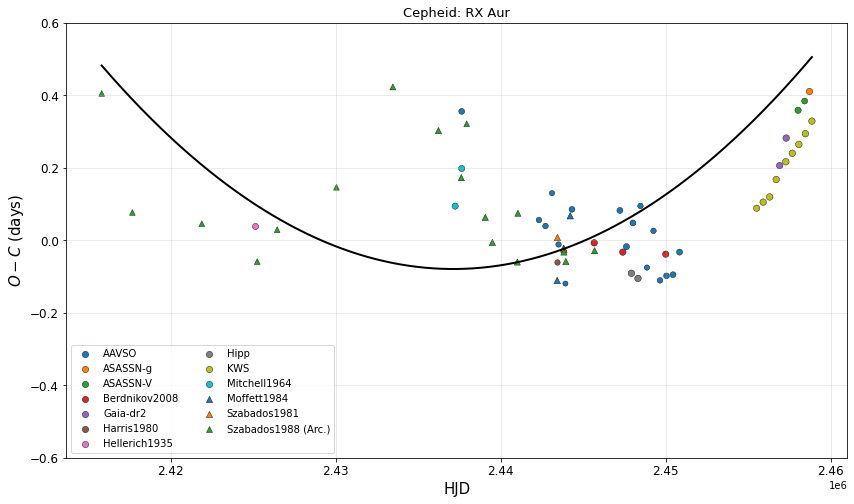 Cepheid: RX Aur
0.6
0.4
0.2
0.0
−0.2
−0.4
−0.6
O − C (days)
AAVSO
ASASSN-g
ASASSN-V
Berdnikov2008
Gaia-dr2
Harris1980
Hellerich1935
Hipp
KWS
Mitchell1964
Moffett1984
Szabados1981
Szabados1988 (Arc.)
2.42 2.43 2.44 2.45 2.46
1e6
HJD